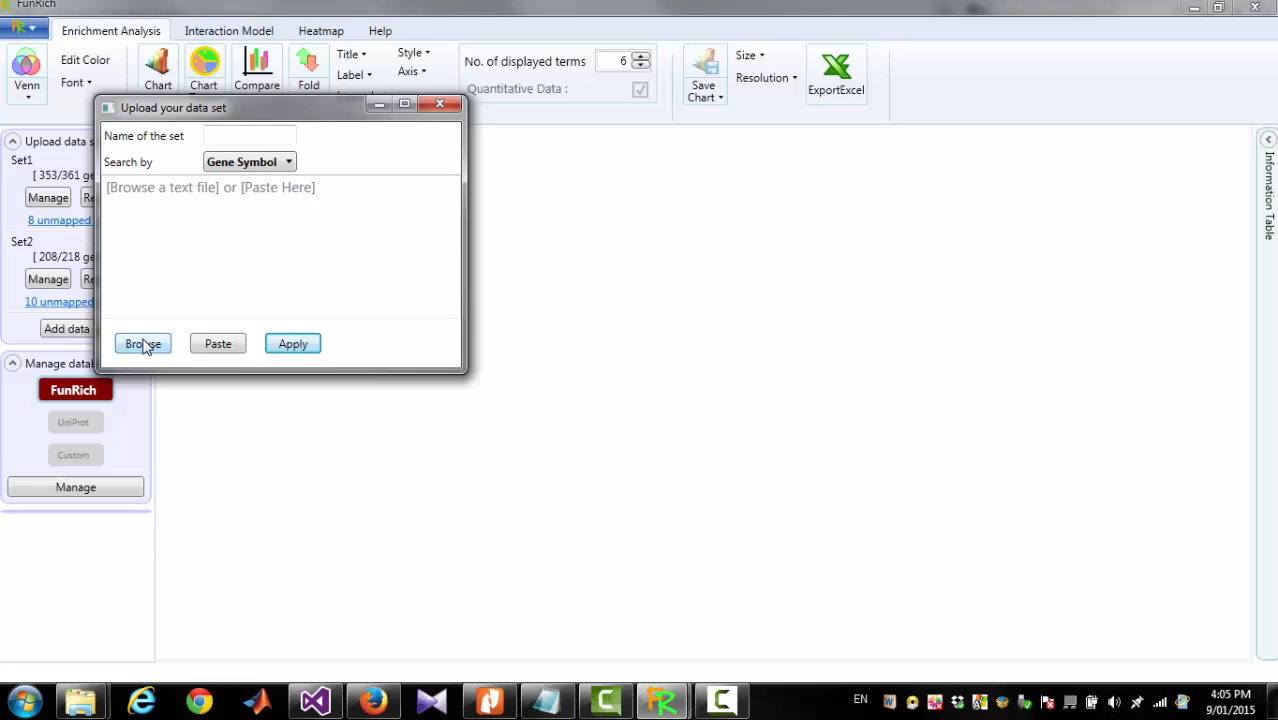 FunRich
Enrichment Analysis Interaction Model Heatmap Help
Venn
Edit Color
Font
Chart
Chart
Compare
Fold
Title
Label
Style
Axis
No. of displayed terms 6
Quantitative Data :
Save
Chart
Size
Resolution
ExportExcel
Upload your data set
Name of the set
Search by Gene Symbol
[Browse a text file] or [Paste Here]
Browse Paste Apply
Upload data s
Set1
[ 353/361 ge
Manage Re
8 unmapped
Set2
[ 208/218 ge
Manage Re
10 unmapped
Add data
Manage datab
FunRich
UniProt
Custom
Manage
Information Table
EN
4:05 PM
9/01/2015